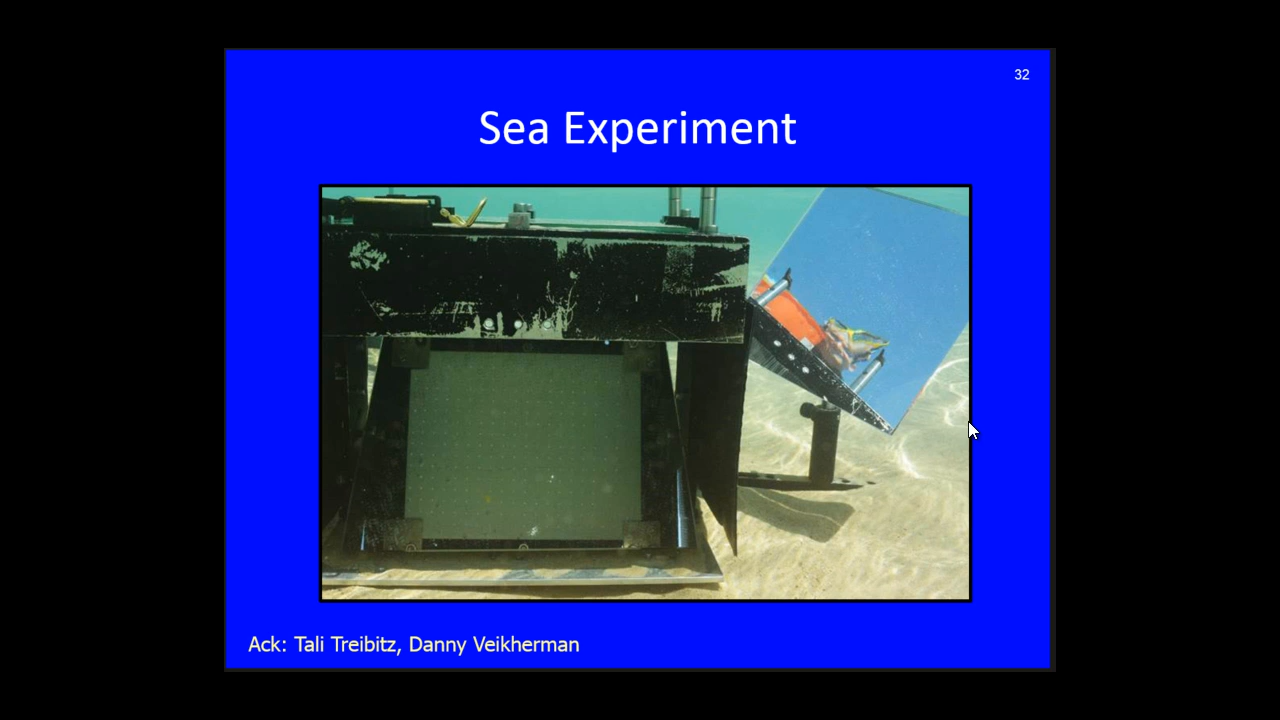 32
Sea Experiment
Ack: Tali Treibitz, Danny Veikherman